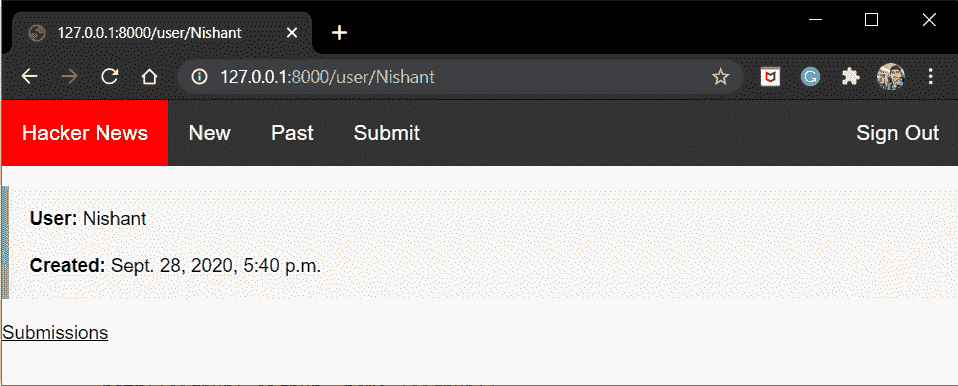 127.0.0.1:8000/user/Nishant
127.0.0.1:8000/user/Nishant
Hacker News New Past Submit Sign Out
User: Nishant
Created: Sept. 28, 2020, 5:40 p.m.
Submissions